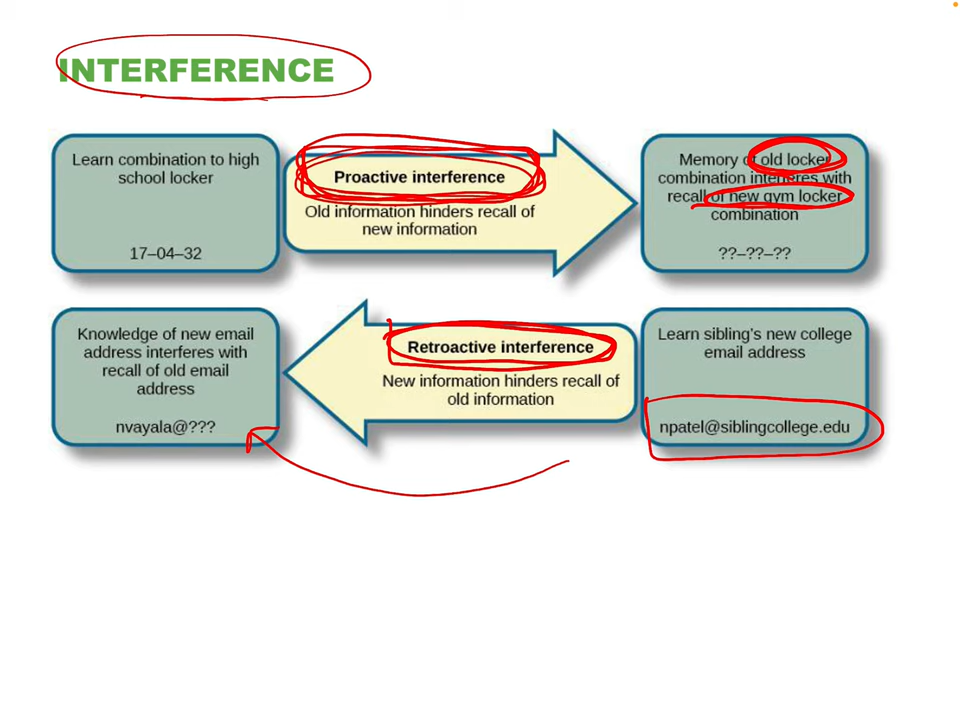 INTERFERENCE
Learn combination to high
school locker
17–04–32
Proactive interference
Old information hinders recall of
new information
Memory of old locker
combination interferes with
recall of new gym locker
combination
??–??–??
Knowledge of new email
address interferes with
recall of old email
address
nvayala@???
Retroactive interference
New information hinders recall of
old information
Learn sibling's new college
email address
npatel@siblingcollege.edu